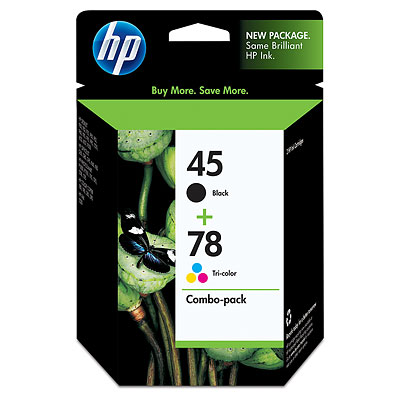 hp
NEW PACKAGE.
Same Brilliant
HP Ink.
Buy More. Save More.
45
Black
+
78
Tri-color
Combo-pack